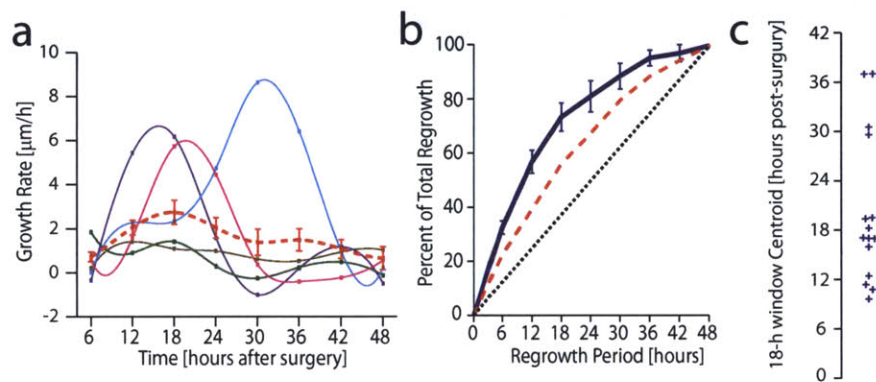 a
Growth Rate [µm/h]
10
8
6
4
2
0
-2
6 12 18 24 30 36 42 48
Time [hours after surgery]
b
Percent of Total Regrowth
100
80
60
40
20
0
0 6 12 18 24 30 36 42 48
Regrowth Period [hours]
c
18-h window Centroid [hours post-surgury]
42
36
30
24
18
12
6
0